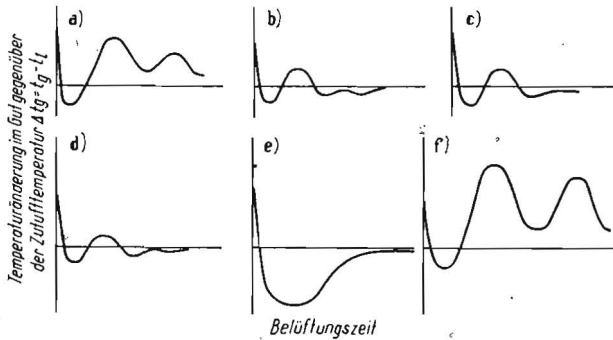 Temperaturänderung im Gut gegenüber
der Zulufttemperatur Δtg = tg - tl
a)
b)
c)
d)
e)
f)
Belüftungszeit